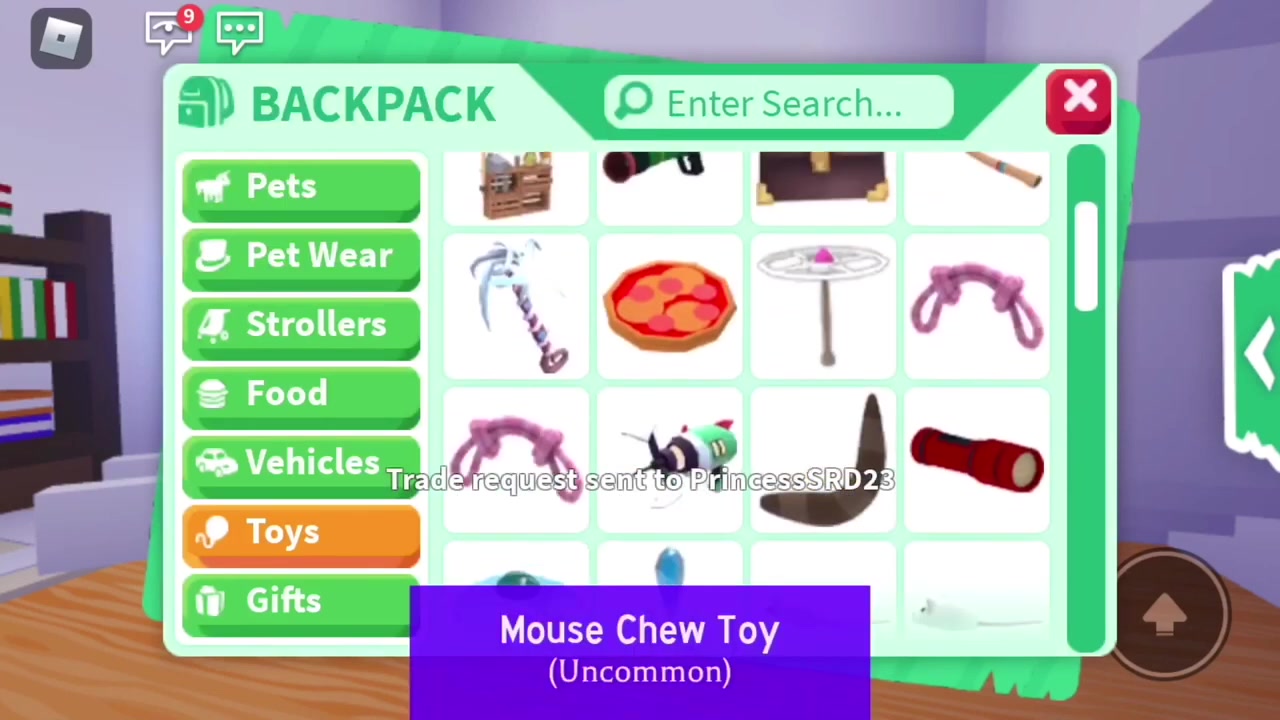 9
BACKPACK
Enter Search...
Pets
Pet Wear
Strollers
Food
Vehicles
Trade request sent to PrincessSRD23
Toys
Gifts
Mouse Chew Toy
(Uncommon)